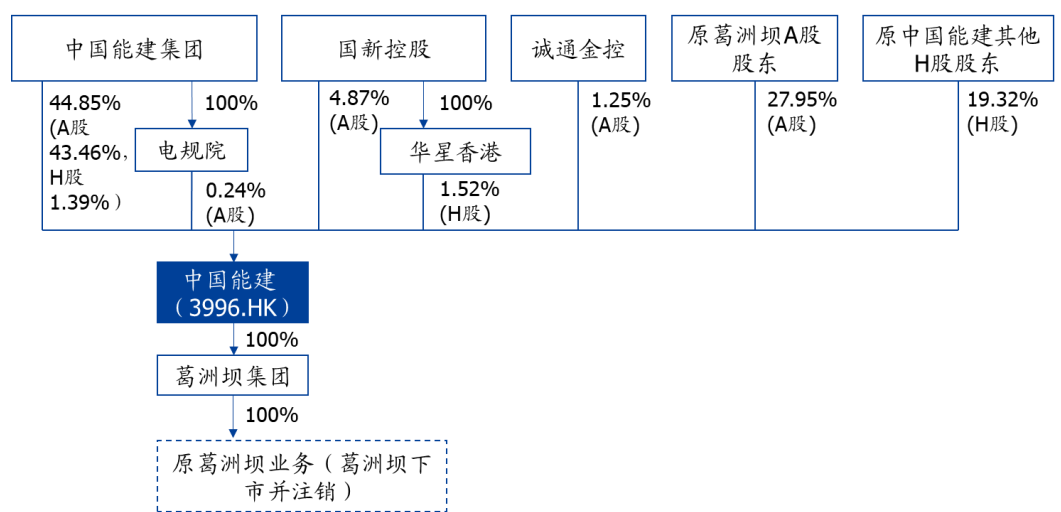 中国能建集团
国新控股
诚通金控
原葛洲坝A股
股东
原中国能建其他
H股股东
44.85%
(A股
43.46%,
H股
1.39%）
100%
4.87%
(A股)
100%
1.25%
(A股)
27.95%
(A股)
19.32%
(H股)
电规院
华星香港
0.24%
(A股)
1.52%
(H股)
中国能建
（3996.HK）
100%
葛洲坝集团
100%
原葛洲坝业务（葛洲坝下
市并注销）